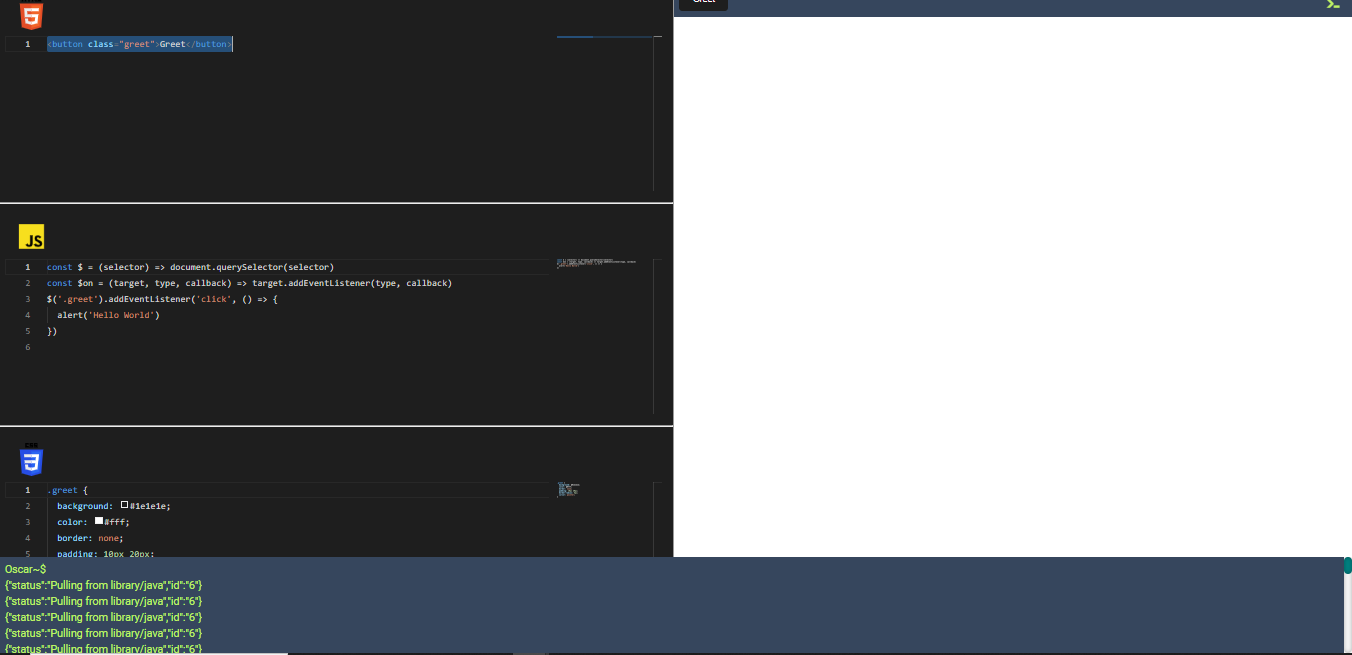 Greet
5
1 <button class="greet">Greet</button>
JS
1 const $ = (selector) => document.querySelector(selector)
2 const $on = (target, type, callback) => target.addEventListener(type, callback)
3 $('.greet').addEventListener('click', () => {
4 alert('Hello World')
5 })
6
CSS
3
1 .greet {
2 background: #1e1e1e;
3 color: #fff;
4 border: none;
5 padding: 10px 20px;
Oscar~$
{"status":"Pulling from library/java","id":"6"}
{"status":"Pulling from library/java","id":"6"}
{"status":"Pulling from library/java","id":"6"}
{"status":"Pulling from library/java","id":"6"}
{"status":"Pulling from library/java","id":"6"}